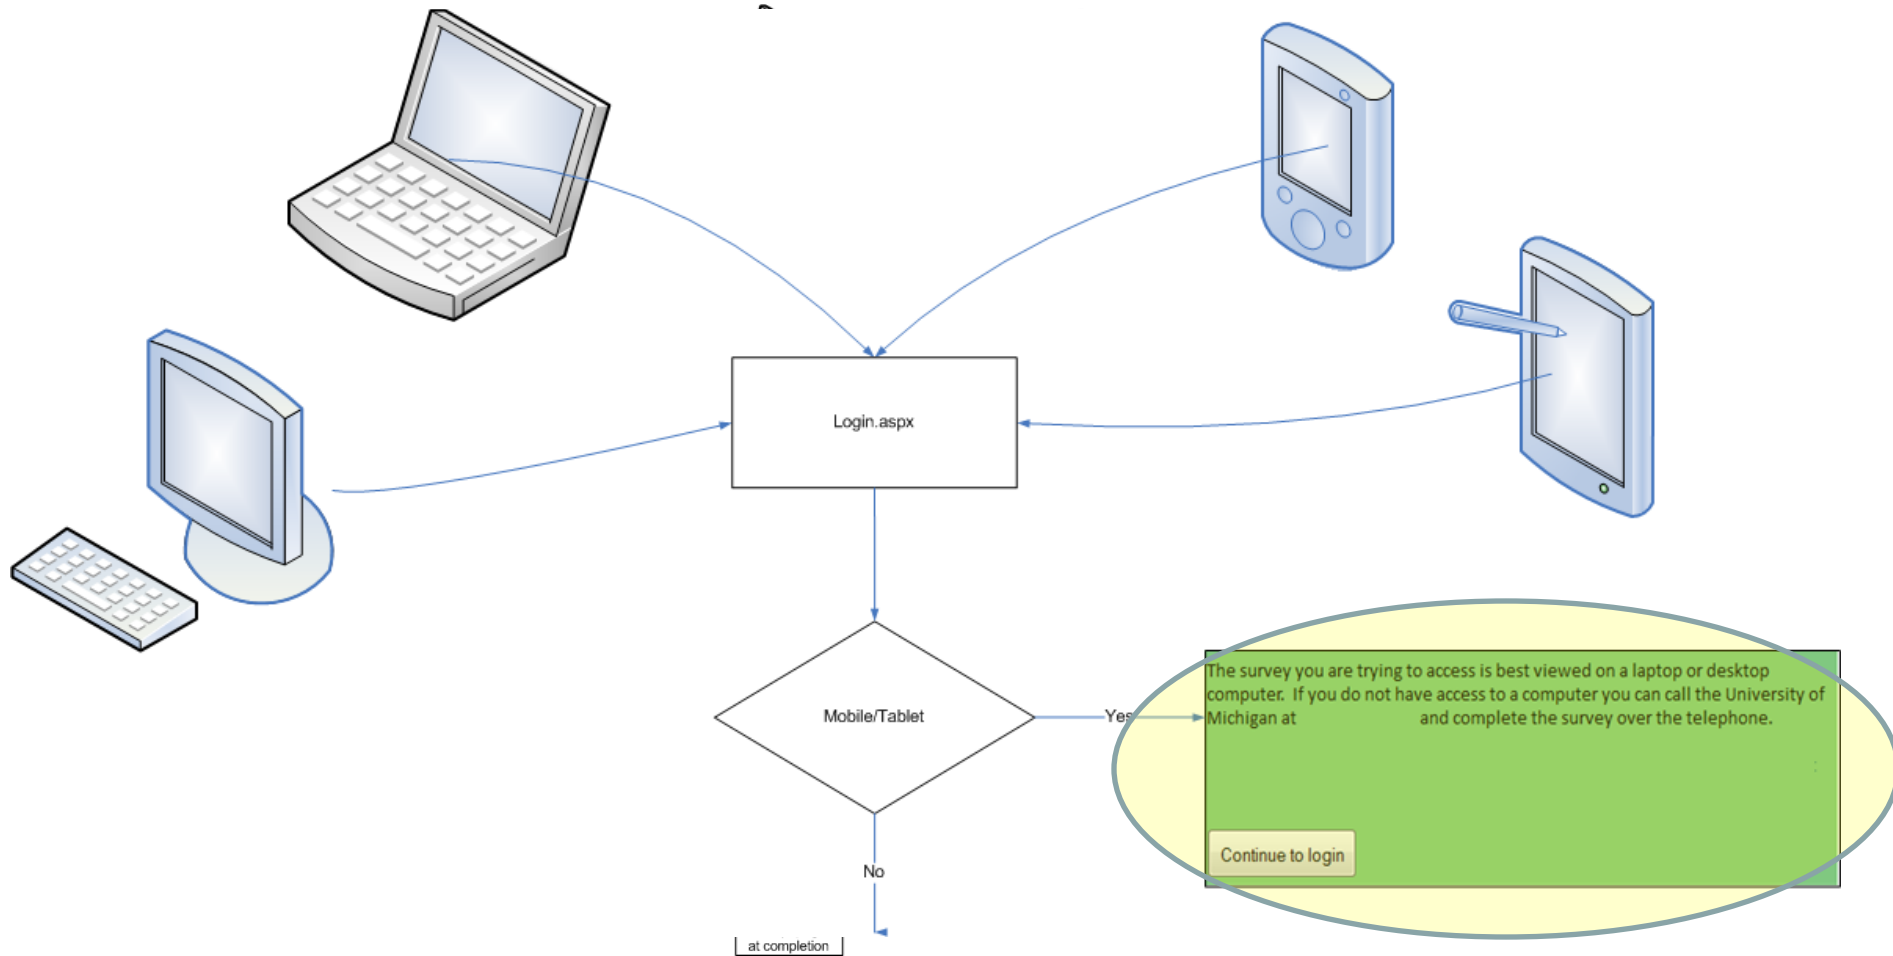 Login.aspx
Mobile/Tablet
Yes
The survey you are trying to access is best viewed on a laptop or desktop
computer. If you do not have access to a computer you can call the University of
Michigan at and complete the survey over the telephone.
Continue to login
No
at completion